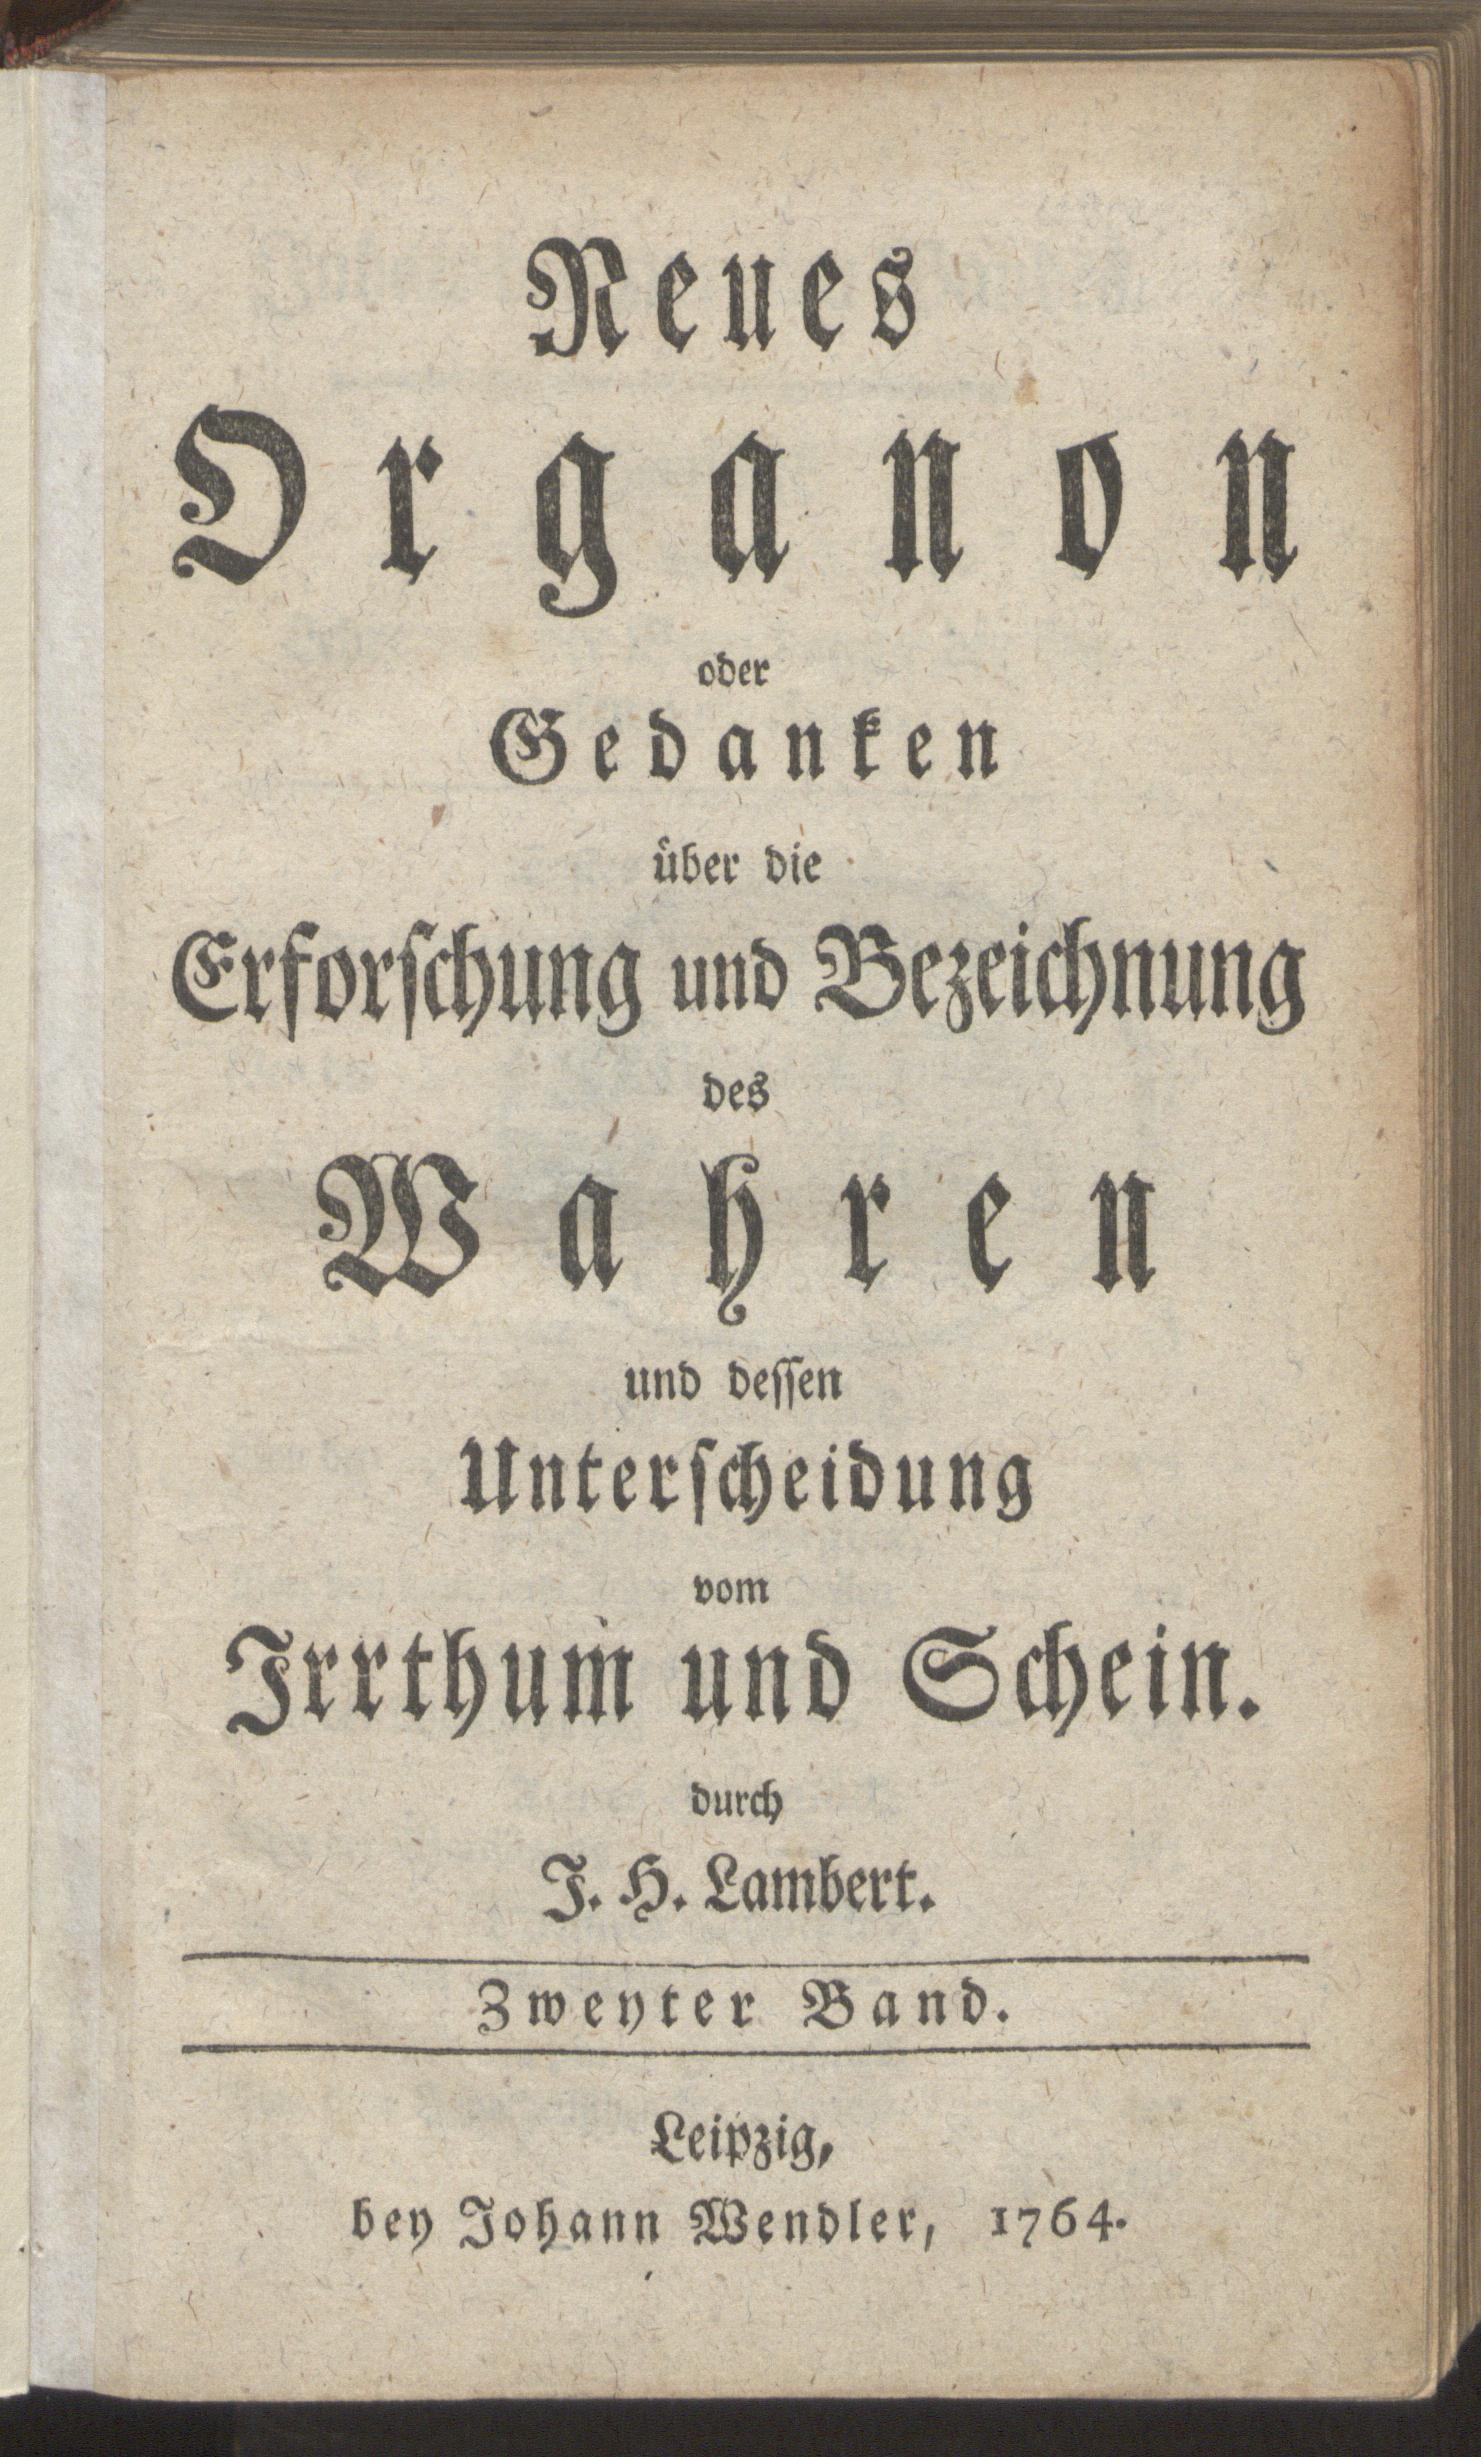 Neues
Organon
oder
Gedanken
über die
Erforſchung und Bezeichnung
des
Wahren
und deſſen
Unterſcheidung
vom
Irrthum und Schein.
durch
J. H. Lambert.
Zweyter Band.
Leipzig,
bey Johann Wendler, 1764.